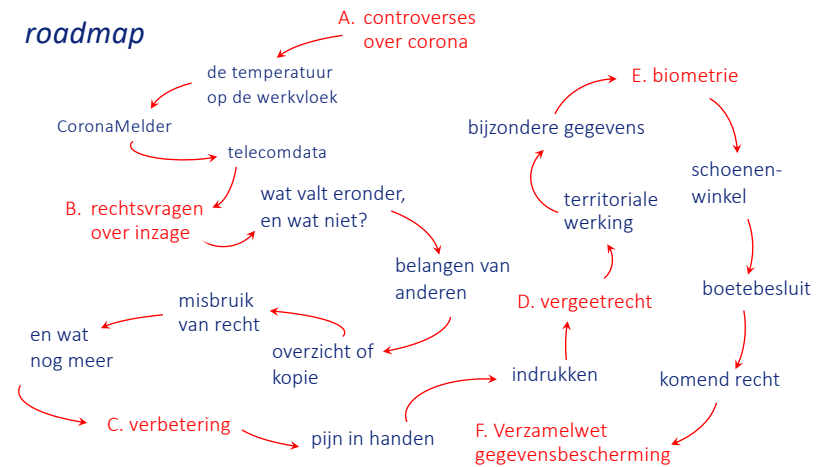 roadmap
A. controverses
over corona
de temperatuur
op de werkvloek
CoronaMelder
telecomdata
B. rechtsvragen
over inzage
wat valt eronder,
en wat niet?
belangen van
anderen
overzicht of
kopie
misbruik
van recht
en wat
nog meer
C. verbetering
pijn in handen
indrukken
D. vergeetrecht
territoriale
werking
bijzondere gegevens
E. biometrie
schoenen-
winkel
boetebesluit
komend recht
F. Verzamelwet
gegevensbescherming